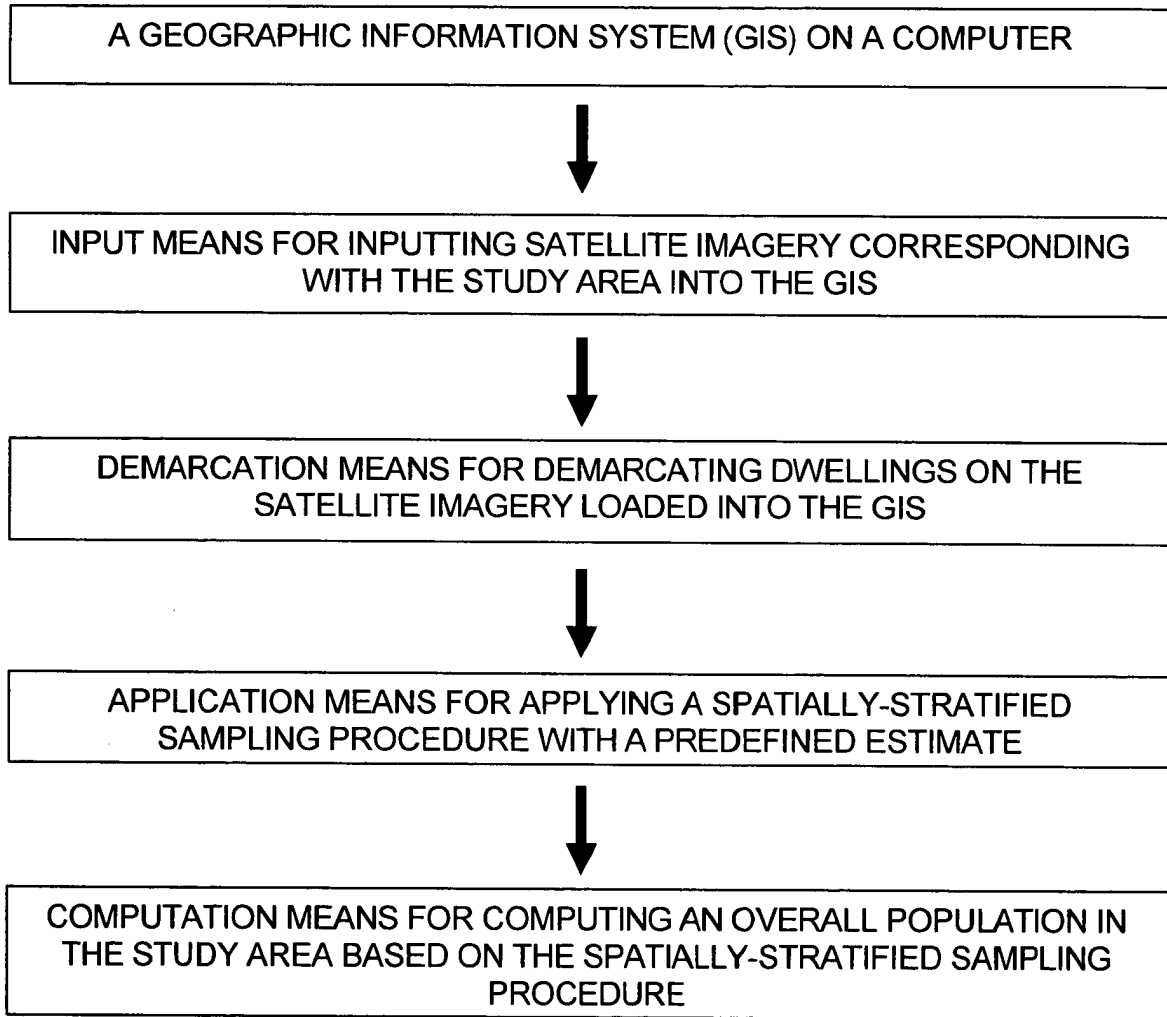 A GEOGRAPHIC INFORMATION SYSTEM (GIS) ON A COMPUTER
INPUT MEANS FOR INPUTTING SATELLITE IMAGERY CORRESPONDING
WITH THE STUDY AREA INTO THE GIS
DEMARCATION MEANS FOR DEMARCATING DWELLINGS ON THE
SATELLITE IMAGERY LOADED INTO THE GIS
APPLICATION MEANS FOR APPLYING A SPATIALLY-STRATIFIED
SAMPLING PROCEDURE WITH A PREDEFINED ESTIMATE
COMPUTATION MEANS FOR COMPUTING AN OVERALL POPULATION IN
THE STUDY AREA BASED ON THE SPATIALLY-STRATIFIED SAMPLING
PROCEDURE